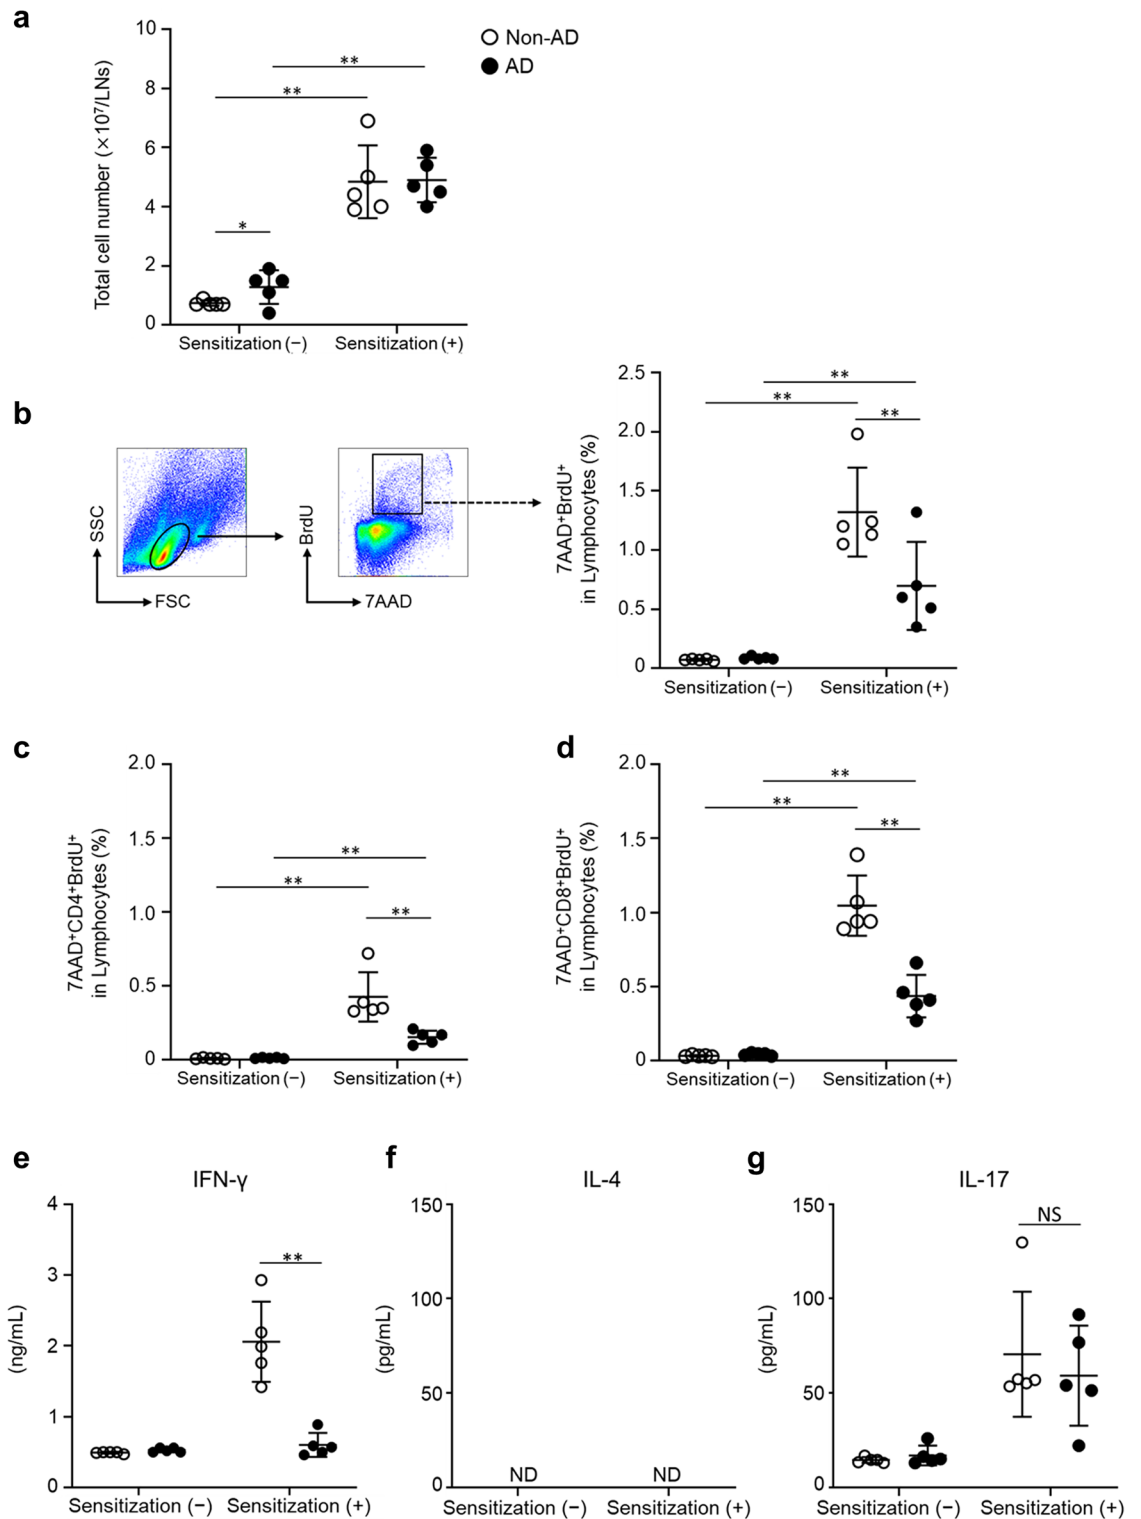 a
Non-AD
AD
Total cell number (×10⁷/LNs)
10
8
6
4
2
0
**
**
*
Sensitization (−)
Sensitization (+)
b
SSC
FSC
BrdU
7AAD
7AAD⁺BrdU⁺
in Lymphocytes (%)
2.5
2.0
1.5
1.0
0.5
0
**
**
**
Sensitization (−)
Sensitization (+)
c
7AAD⁺CD4⁺BrdU⁺
in Lymphocytes (%)
2.0
1.5
1.0
0.5
0
**
**
**
Sensitization (−)
Sensitization (+)
d
7AAD⁺CD8⁺BrdU⁺
in Lymphocytes (%)
2.0
1.5
1.0
0.5
0
**
**
**
Sensitization (−)
Sensitization (+)
e
IFN-γ
(ng/mL)
4
3
2
1
0
**
Sensitization (−)
Sensitization (+)
f
IL-4
(pg/mL)
150
100
50
0
ND
ND
Sensitization (−)
Sensitization (+)
g
IL-17
(pg/mL)
150
100
50
0
NS
Sensitization (−)
Sensitization (+)